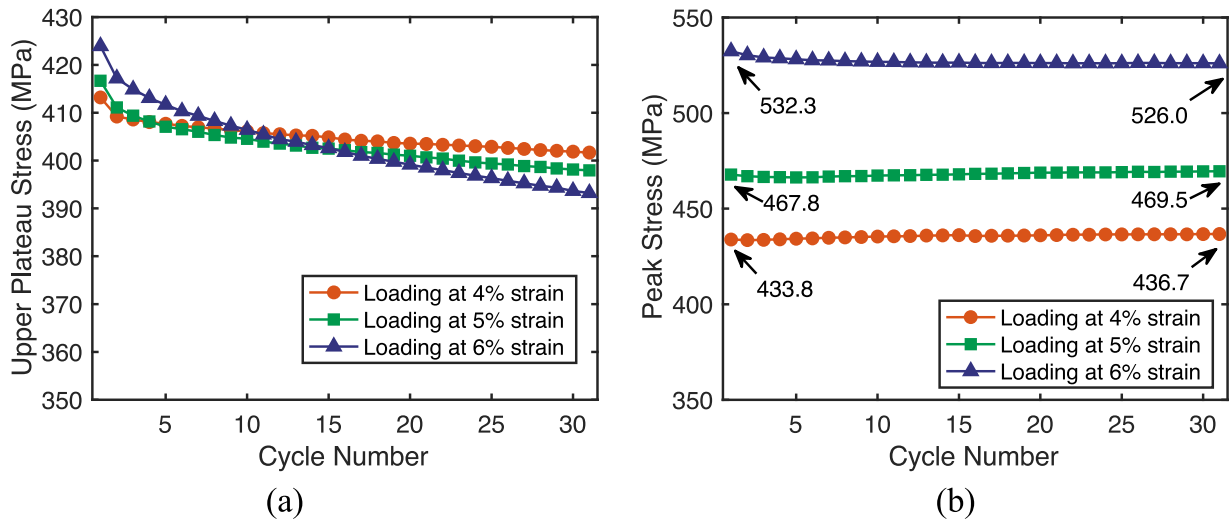 430
420
410
400
390
380
370
360
350
Upper Plateau Stress (MPa)
Loading at 4% strain
Loading at 5% strain
Loading at 6% strain
5
10
15
20
25
30
Cycle Number
(a)
550
500
450
400
350
Peak Stress (MPa)
532.3
526.0
467.8
469.5
433.8
436.7
Loading at 4% strain
Loading at 5% strain
Loading at 6% strain
5
10
15
20
25
30
Cycle Number
(b)